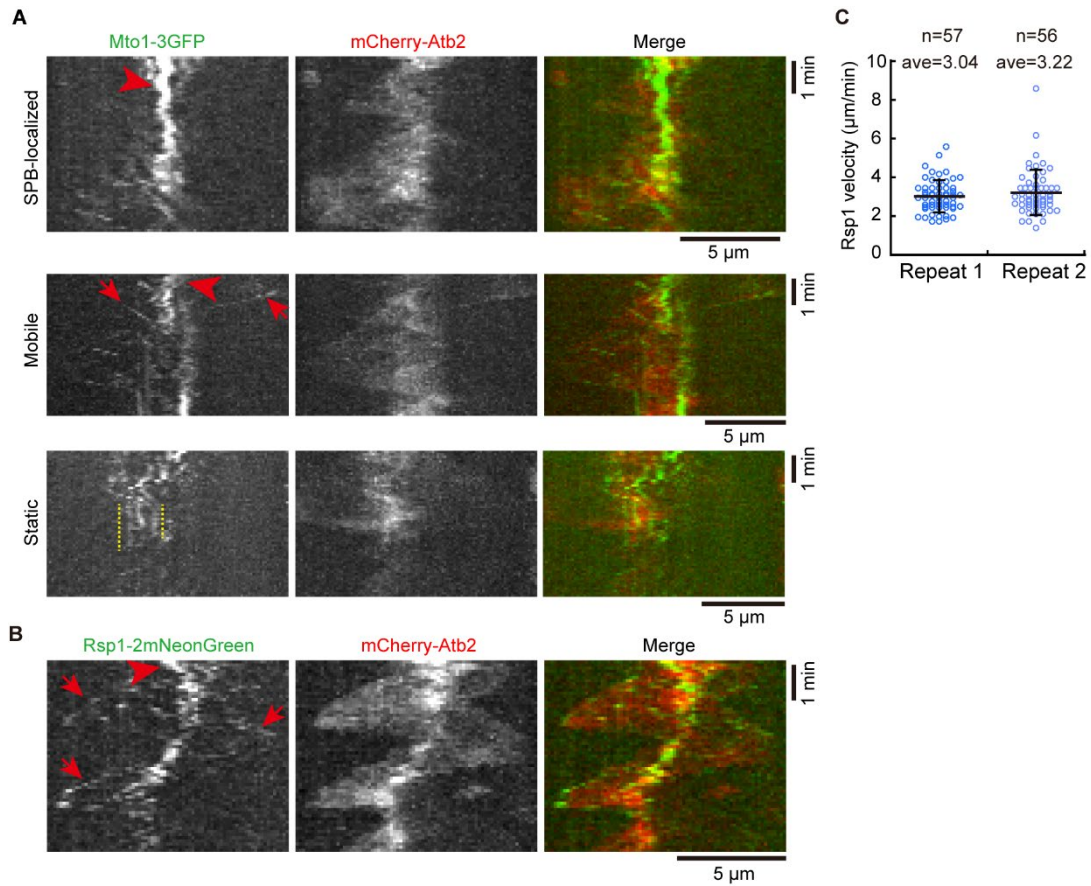 A
Mto1-3GFP mCherry-Atb2 Merge
SPB-localized
1 min
5 µm
Mobile
1 min
5 µm
Static
1 min
5 µm
B
Rsp1-2mNeonGreen mCherry-Atb2 Merge
1 min
5 µm
C
n=57 n=56
ave=3.04 ave=3.22
Rsp1 velocity (µm/min)
10
8
6
4
2
0
Repeat 1 Repeat 2